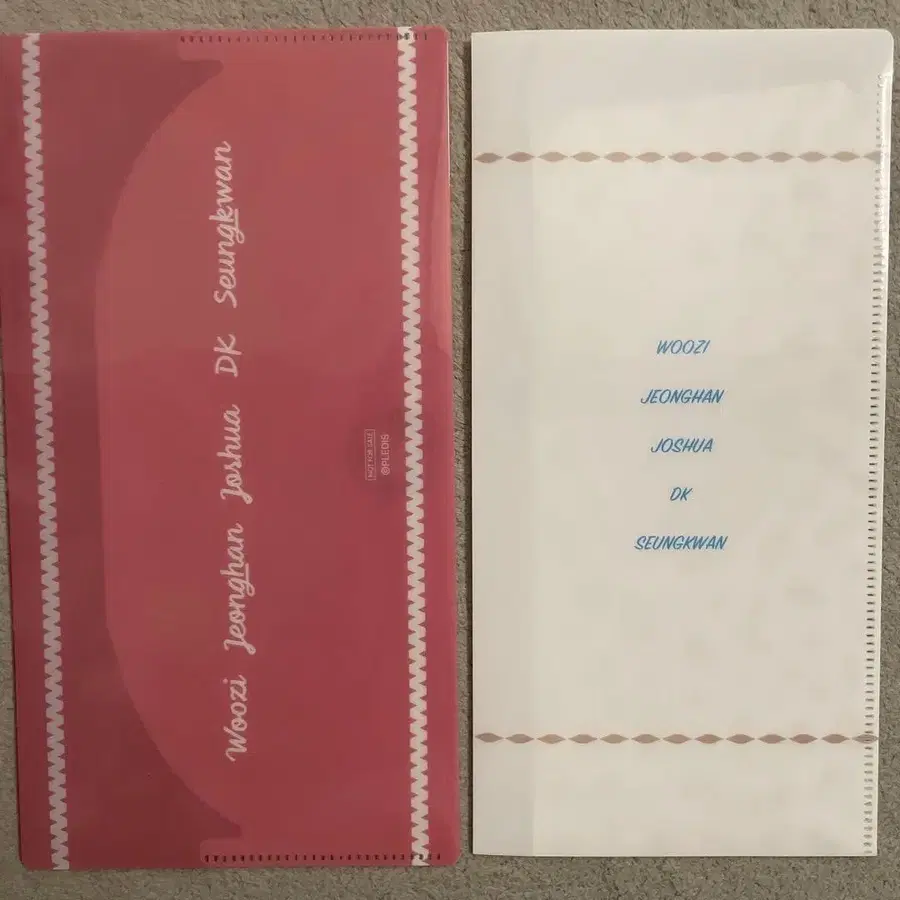 Woozi Jeonghan Joshua DK Seungkwan
NOT FOR SALE
©PLEDIS
WOOZI
JEONGHAN
JOSHUA
DK
SEUNGKWAN